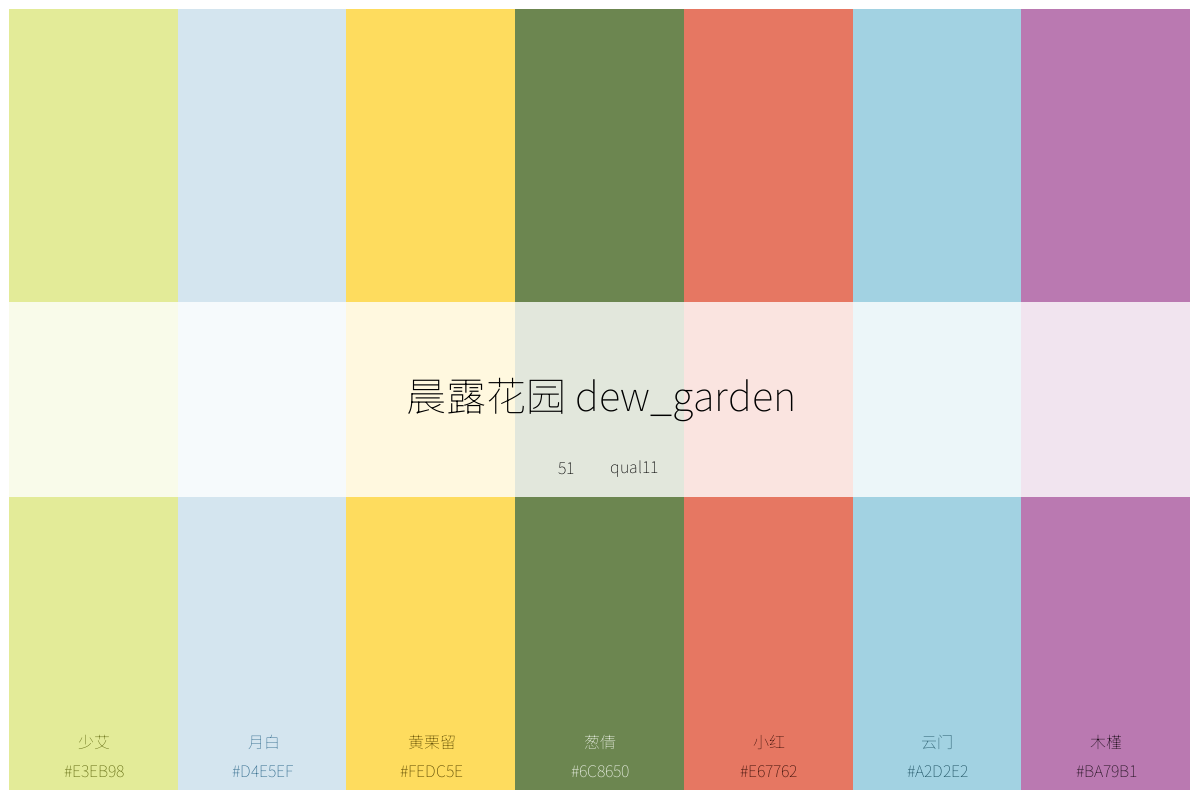 晨露花园 dew_garden
51 qual11
少艾 月白 黄栗留 葱倩 小红 云门 木槿
#E3EB98 #D4E5EF #FEDC5E #6C8650 #E67762 #A2D2E2 #BA79B1